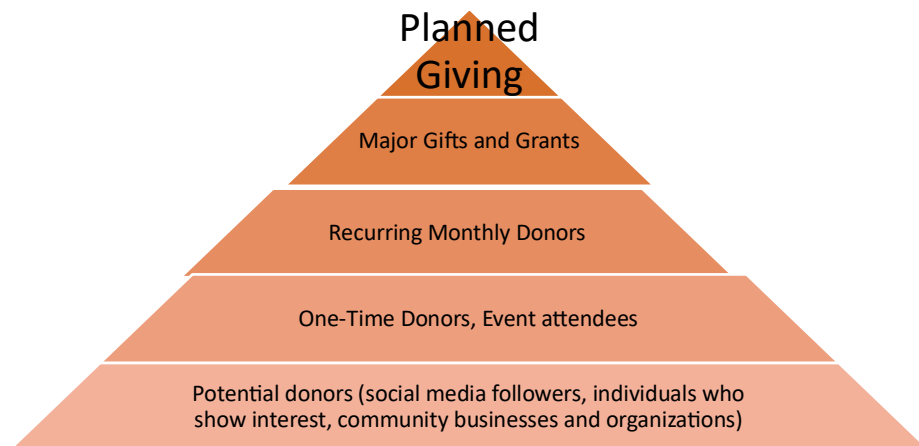 Planned
Giving
Major Gifts and Grants
Recurring Monthly Donors
One-Time Donors, Event attendees
Potential donors (social media followers, individuals who
show interest, community businesses and organizations)